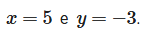 x = 5 e y = −3.